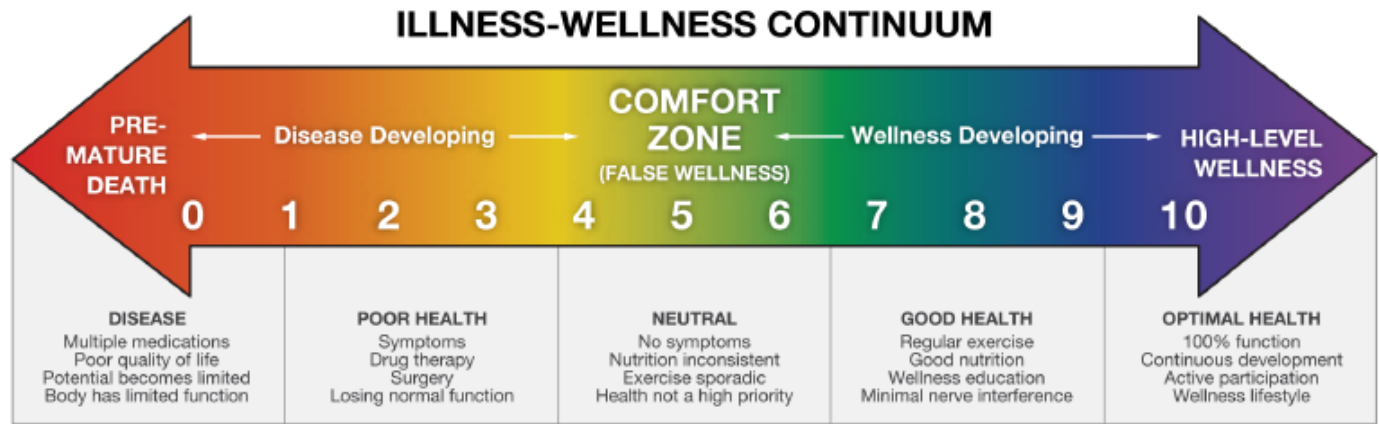 ILLNESS-WELLNESS CONTINUUM
PRE-
MATURE
DEATH
Disease Developing
COMFORT
ZONE
(FALSE WELLNESS)
Wellness Developing
HIGH-LEVEL
WELLNESS
0 1 2 3 4 5 6 7 8 9 10
DISEASE
Multiple medications
Poor quality of life
Potential becomes limited
Body has limited function
POOR HEALTH
Symptoms
Drug therapy
Surgery
Losing normal function
NEUTRAL
No symptoms
Nutrition inconsistent
Exercise sporadic
Health not a high priority
GOOD HEALTH
Regular exercise
Good nutrition
Wellness education
Minimal nerve interference
OPTIMAL HEALTH
100% function
Continuous development
Active participation
Wellness lifestyle